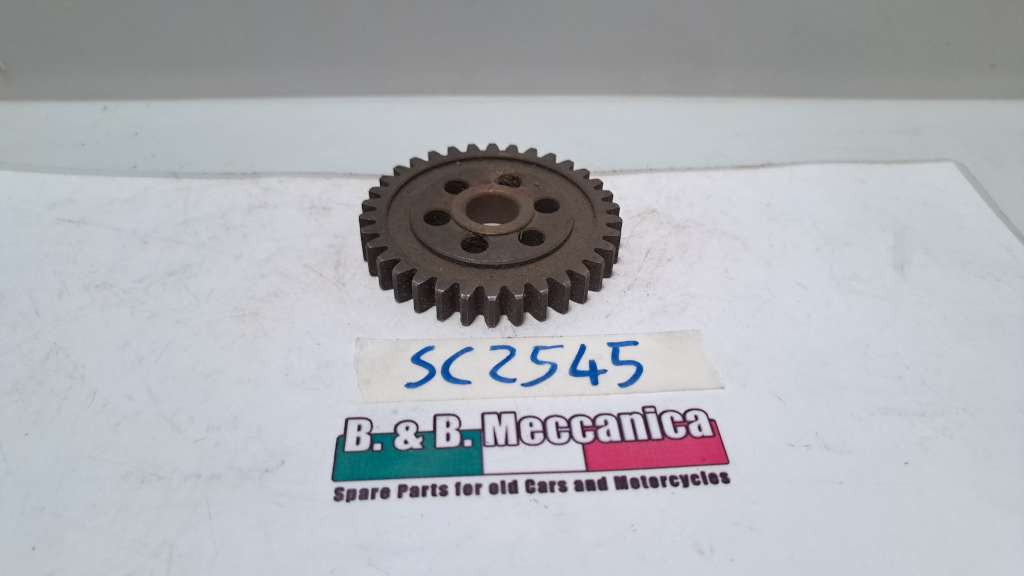 SC2545
B. & B. Meccanica
Spare Parts for old Cars and Motorcycles